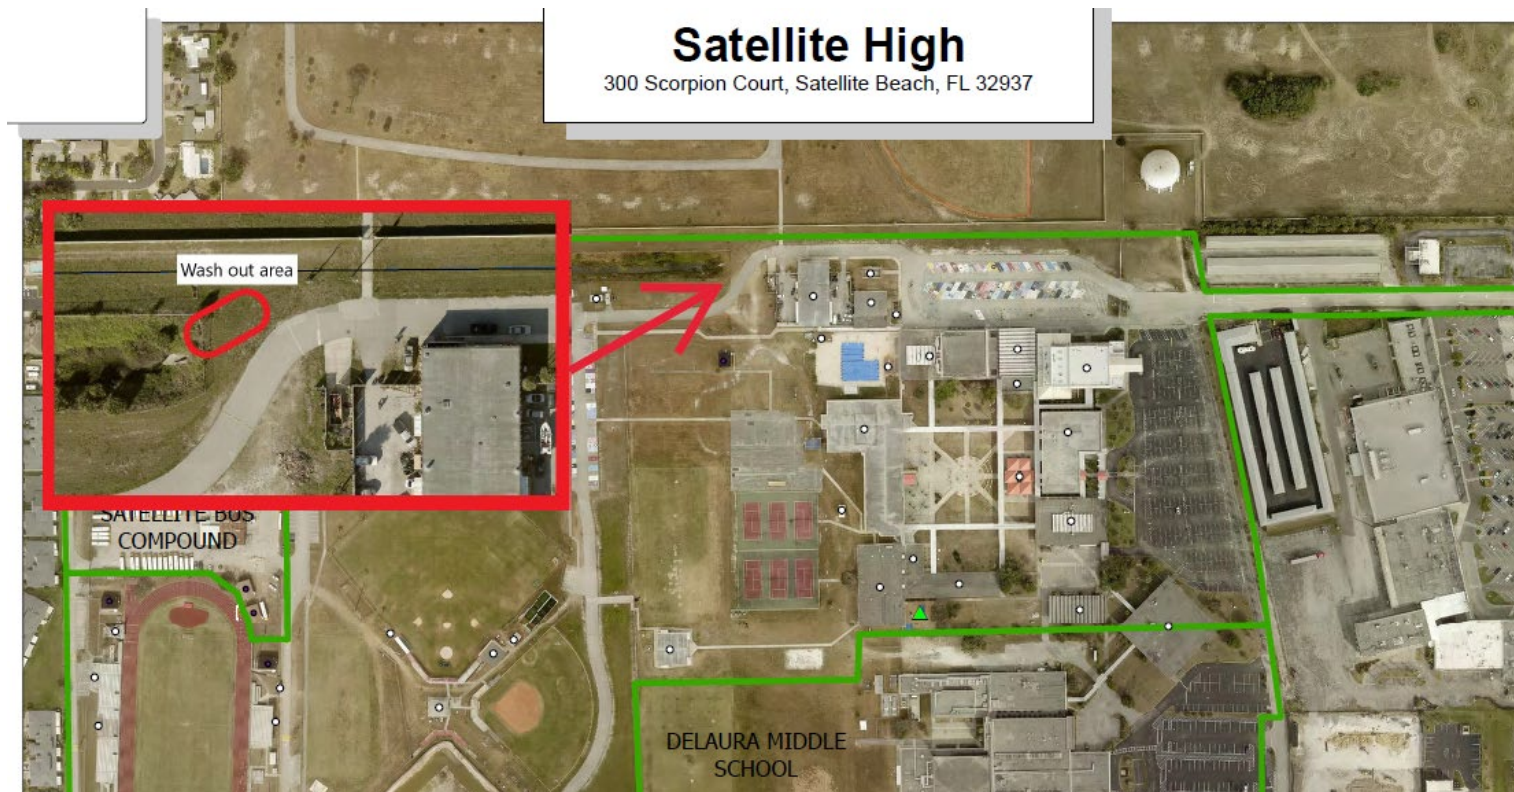 Satellite High
300 Scorpion Court, Satellite Beach, FL 32937
Wash out area
SATELLITE BUS
COMPOUND
DELAURA MIDDLE
SCHOOL